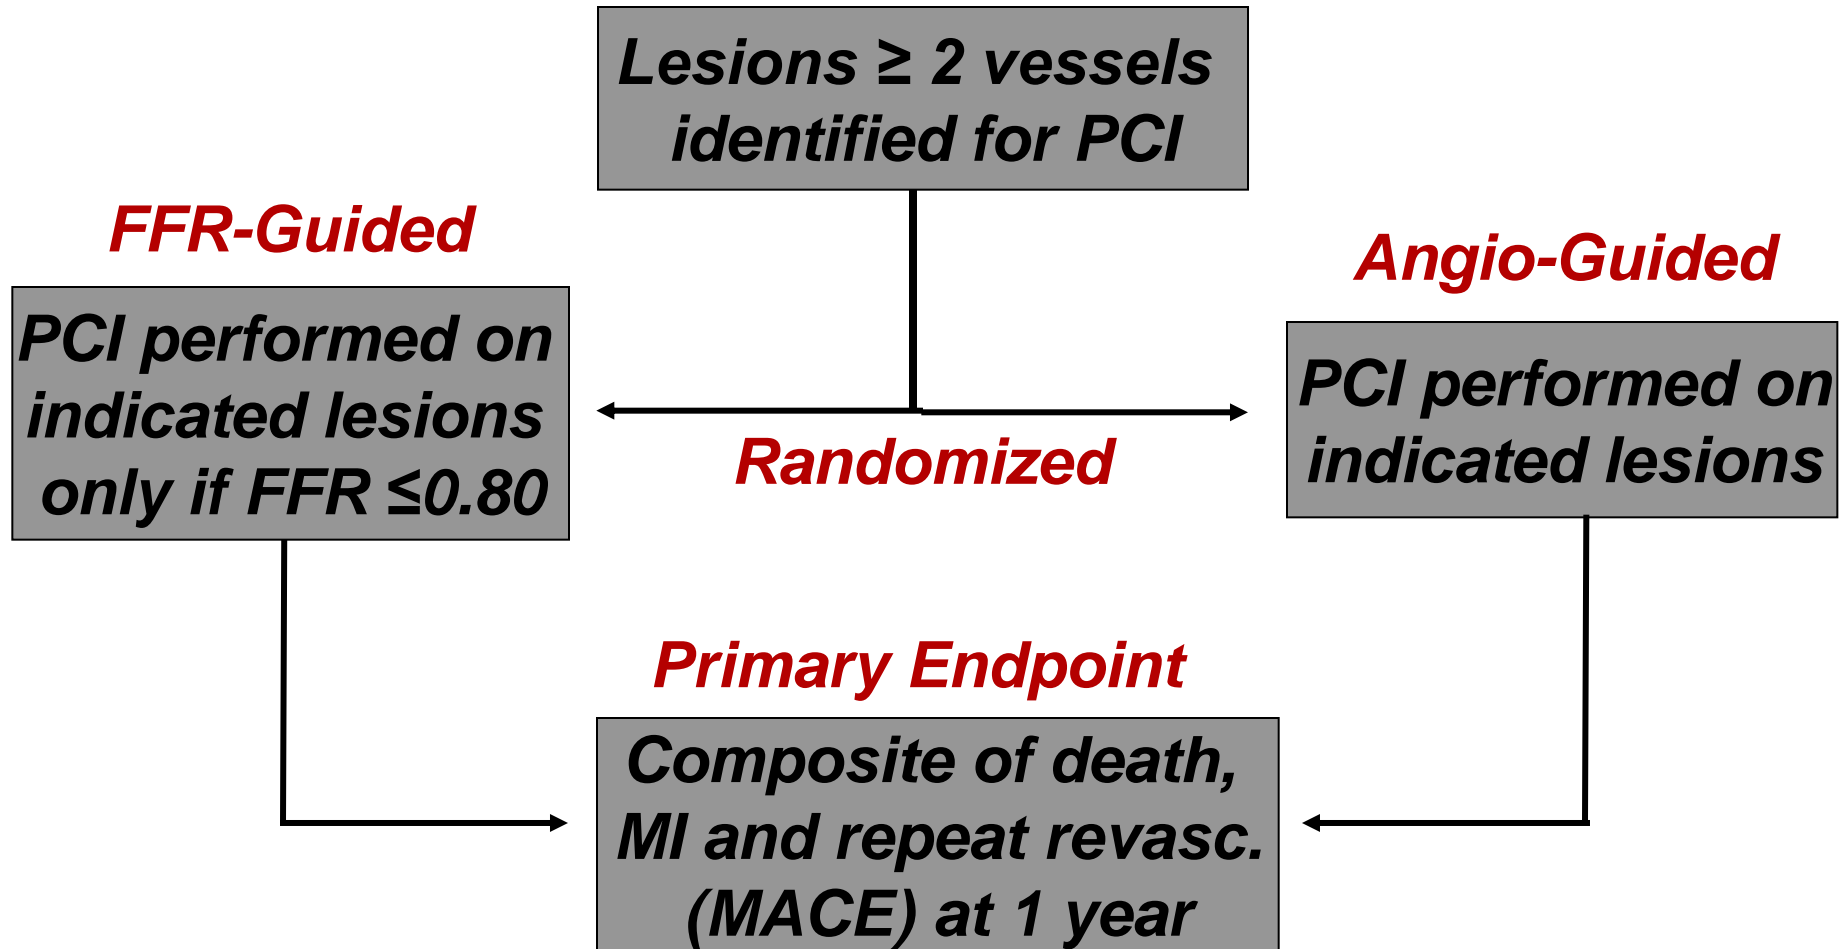 Lesions ≥ 2 vessels
identified for PCI
FFR-Guided
Angio-Guided
PCI performed on
indicated lesions
only if FFR ≤0.80
PCI performed on
indicated lesions
Randomized
Primary Endpoint
Composite of death,
MI and repeat revasc.
(MACE) at 1 year